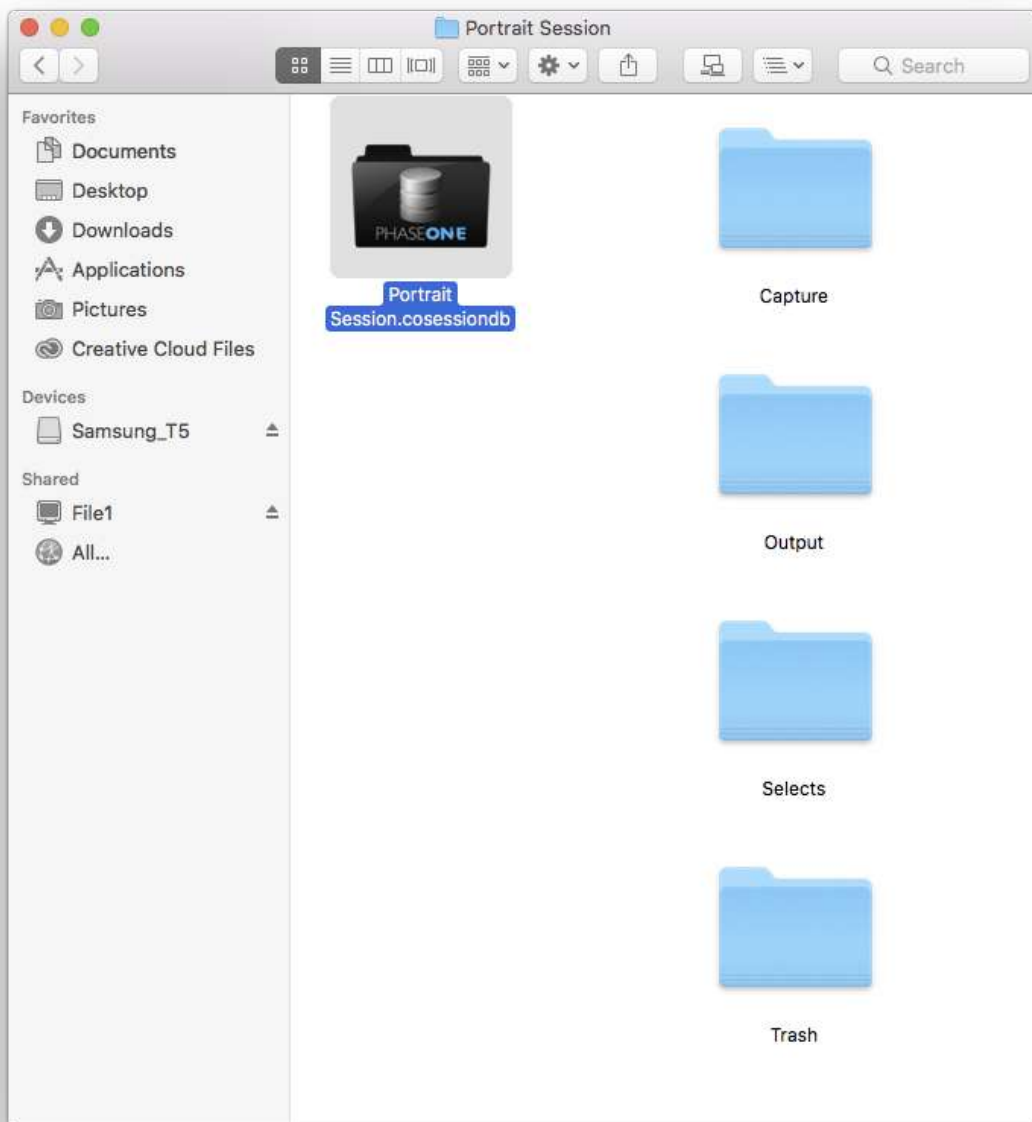 Portrait Session
Search
Favorites
Documents
Desktop
Downloads
Applications
Pictures
Creative Cloud Files
Devices
Samsung_T5
Shared
File1
All...
PHASEONE
Portrait
Session.cosessiondb
Capture
Output
Selects
Trash